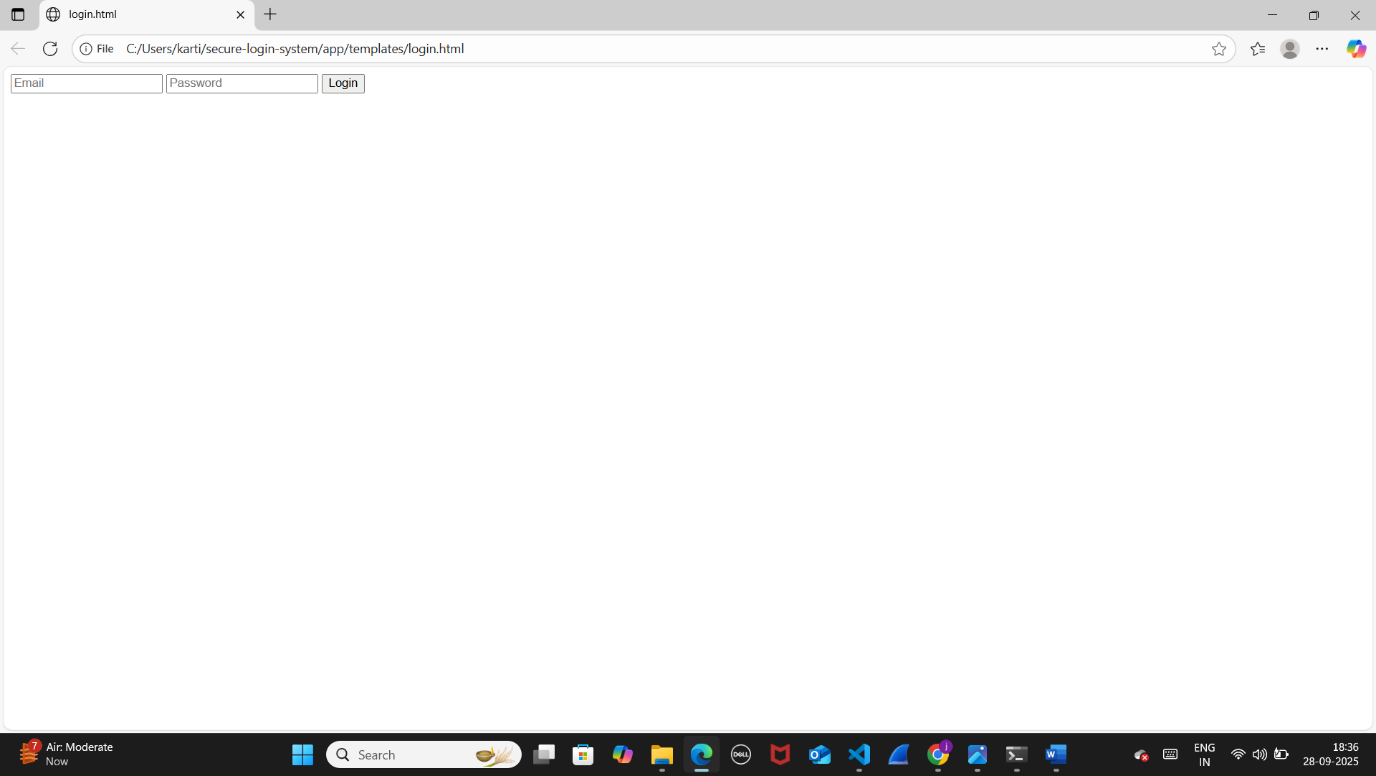 login.html
File C:/Users/karti/secure-login-system/app/templates/login.html
Email Password Login
7 Air: Moderate
Now
Search
DELL
j
W
ENG
IN
18:36
28-09-2025